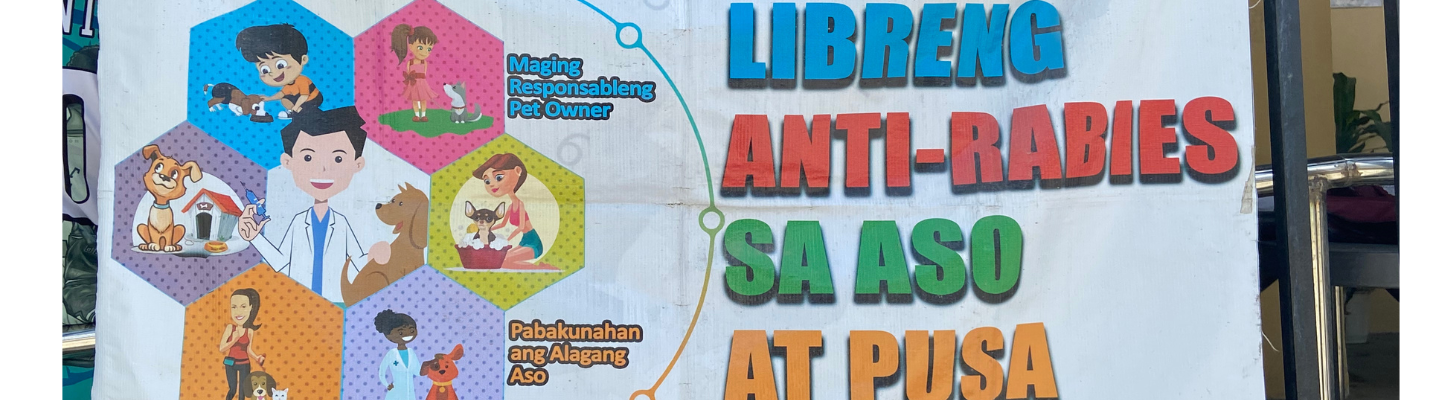 Maging
Responsableng
Pet Owner
Pabakunahan
ang Alagang
Aso
LIBRENG
ANTI-RABIES
SA ASO
AT PUSA